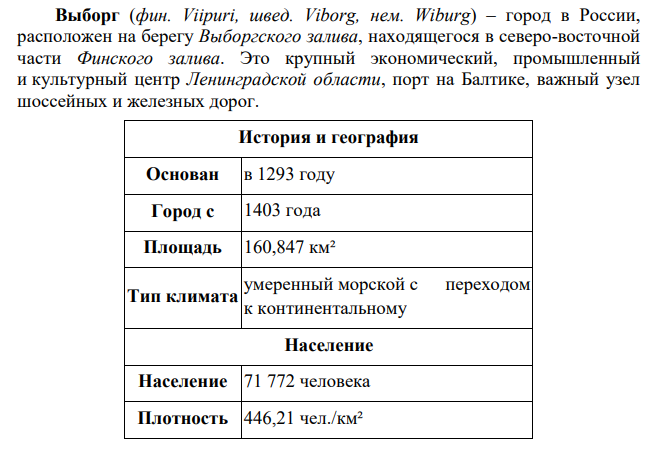 Выборг (фин. Viipuri, швед. Viborg, нем. Wiburg) – город в России,
расположен на берегу Выборгского залива, находящегося в северо-восточной
части Финского залива. Это крупный экономический, промышленный
и культурный центр Ленинградской области, порт на Балтике, важный узел
шоссейных и железных дорог.
История и география
Основан в 1293 году
Город с 1403 года
Площадь 160,847 км²
Тип климата умеренный морской с переходом
к континентальному
Население
Население 71 772 человека
Плотность 446,21 чел./км²